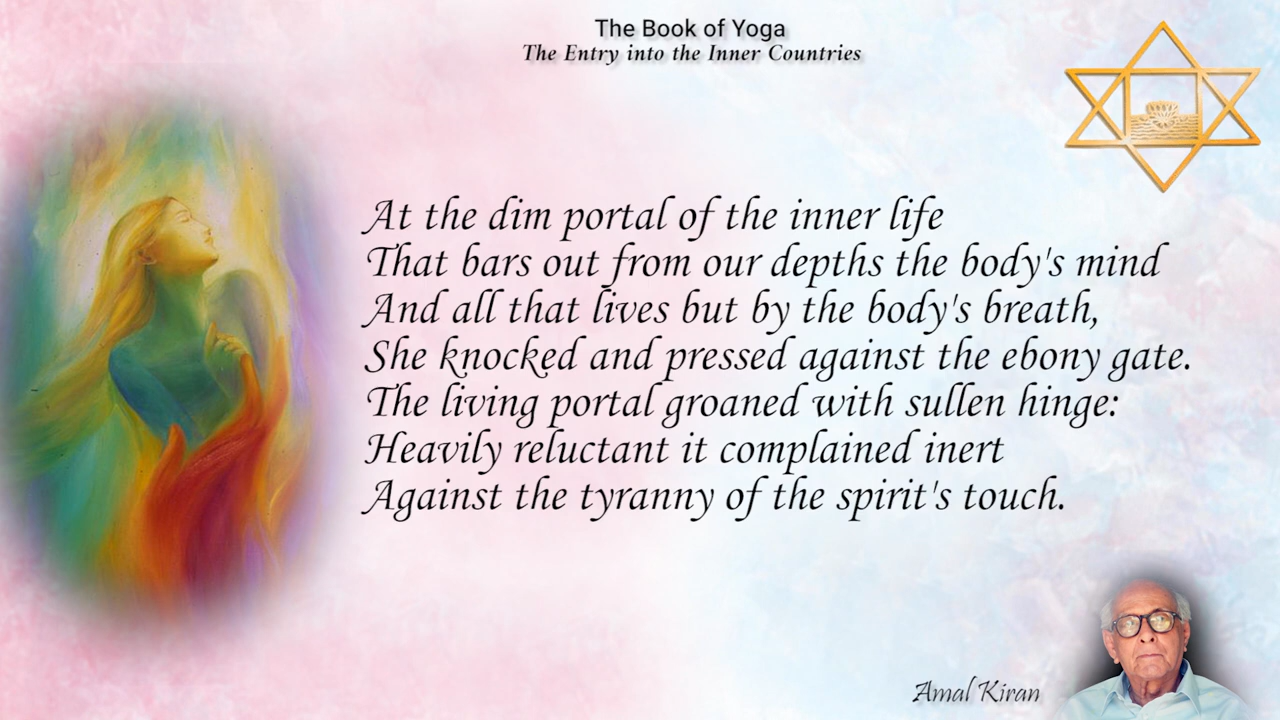 The Book of Yoga
The Entry into the Inner Countries
At the dim portal of the inner life
That bars out from our depths the body's mind
And all that lives but by the body's breath,
She knocked and pressed against the ebony gate.
The living portal groaned with sullen hinge:
Heavily reluctant it complained inert
Against the tyranny of the spirit's touch.
Amal Kiran